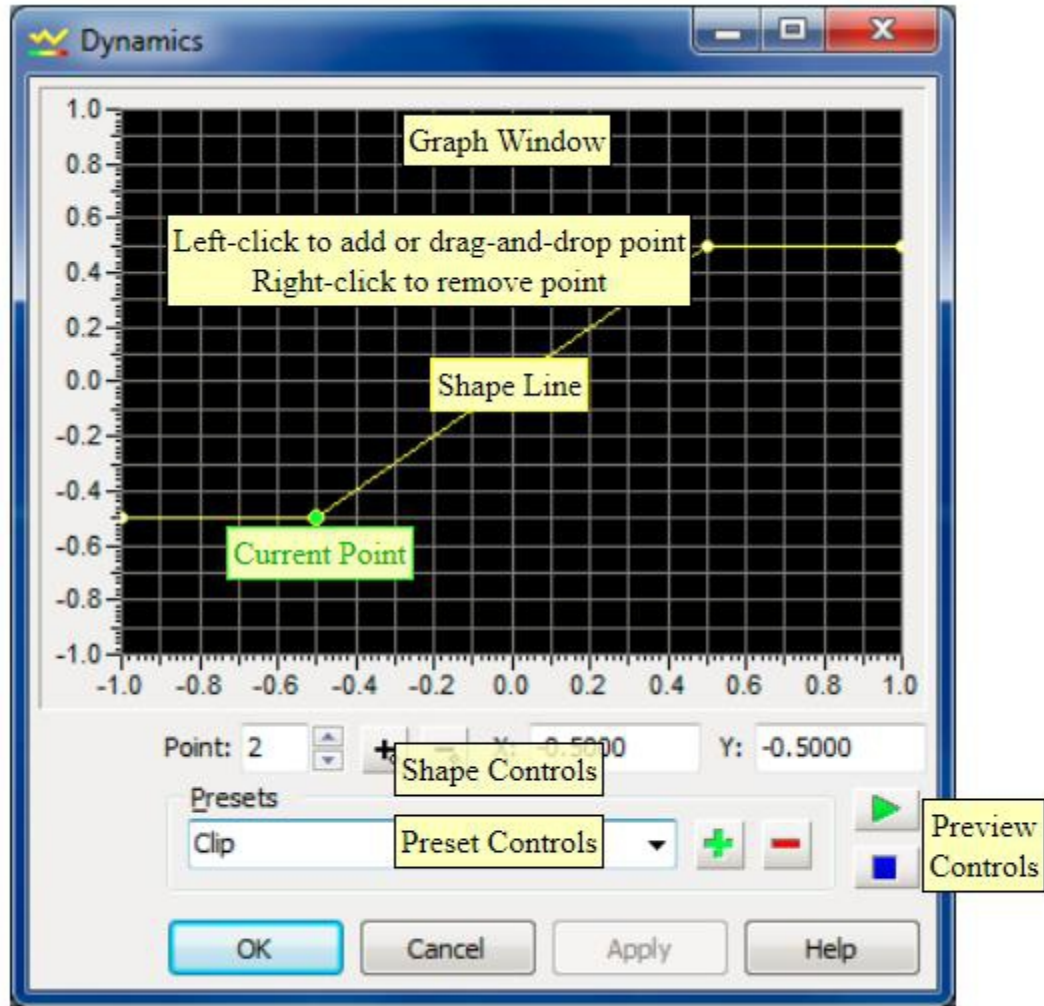 Dynamics
1.0
Graph Window
0.8
0.6
Left-click to add or drag-and-drop point
0.4
Right-click to remove point
0.2
0.0
Shape Line
-0.2
-0.4
-0.6
Current Point
-0.8
-1.0
-1.0 -0.8 -0.6 -0.4 -0.2 0.0 0.2 0.4 0.6 0.8 1.0
Point: 2 X: -0.5000 Y: -0.5000
Shape Controls
Presets
Clip
Preset Controls
Preview
Controls
OK Cancel Apply Help